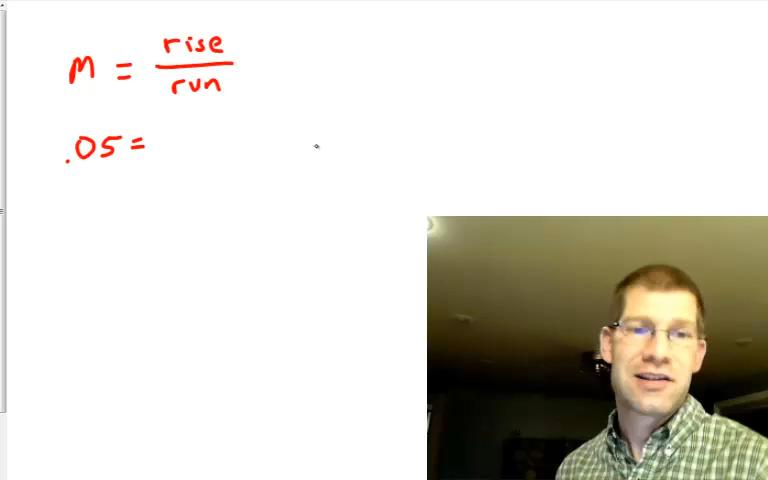 M = rise
run
.05 =